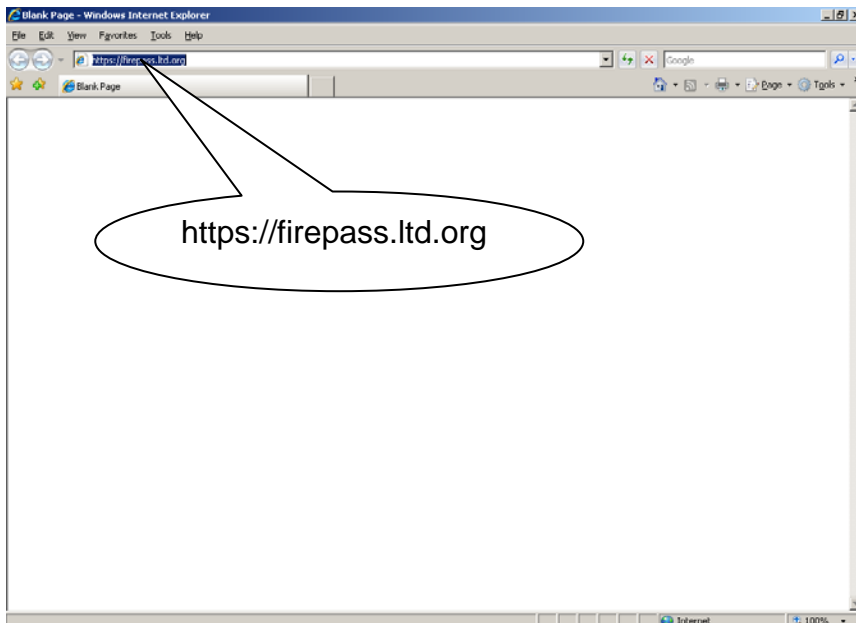 Blank Page - Windows Internet Explorer
File Edit View Favorites Tools Help
https://firepass.ltd.org
Google
Blank Page
Page Tools
https://firepass.ltd.org
Internet 100%